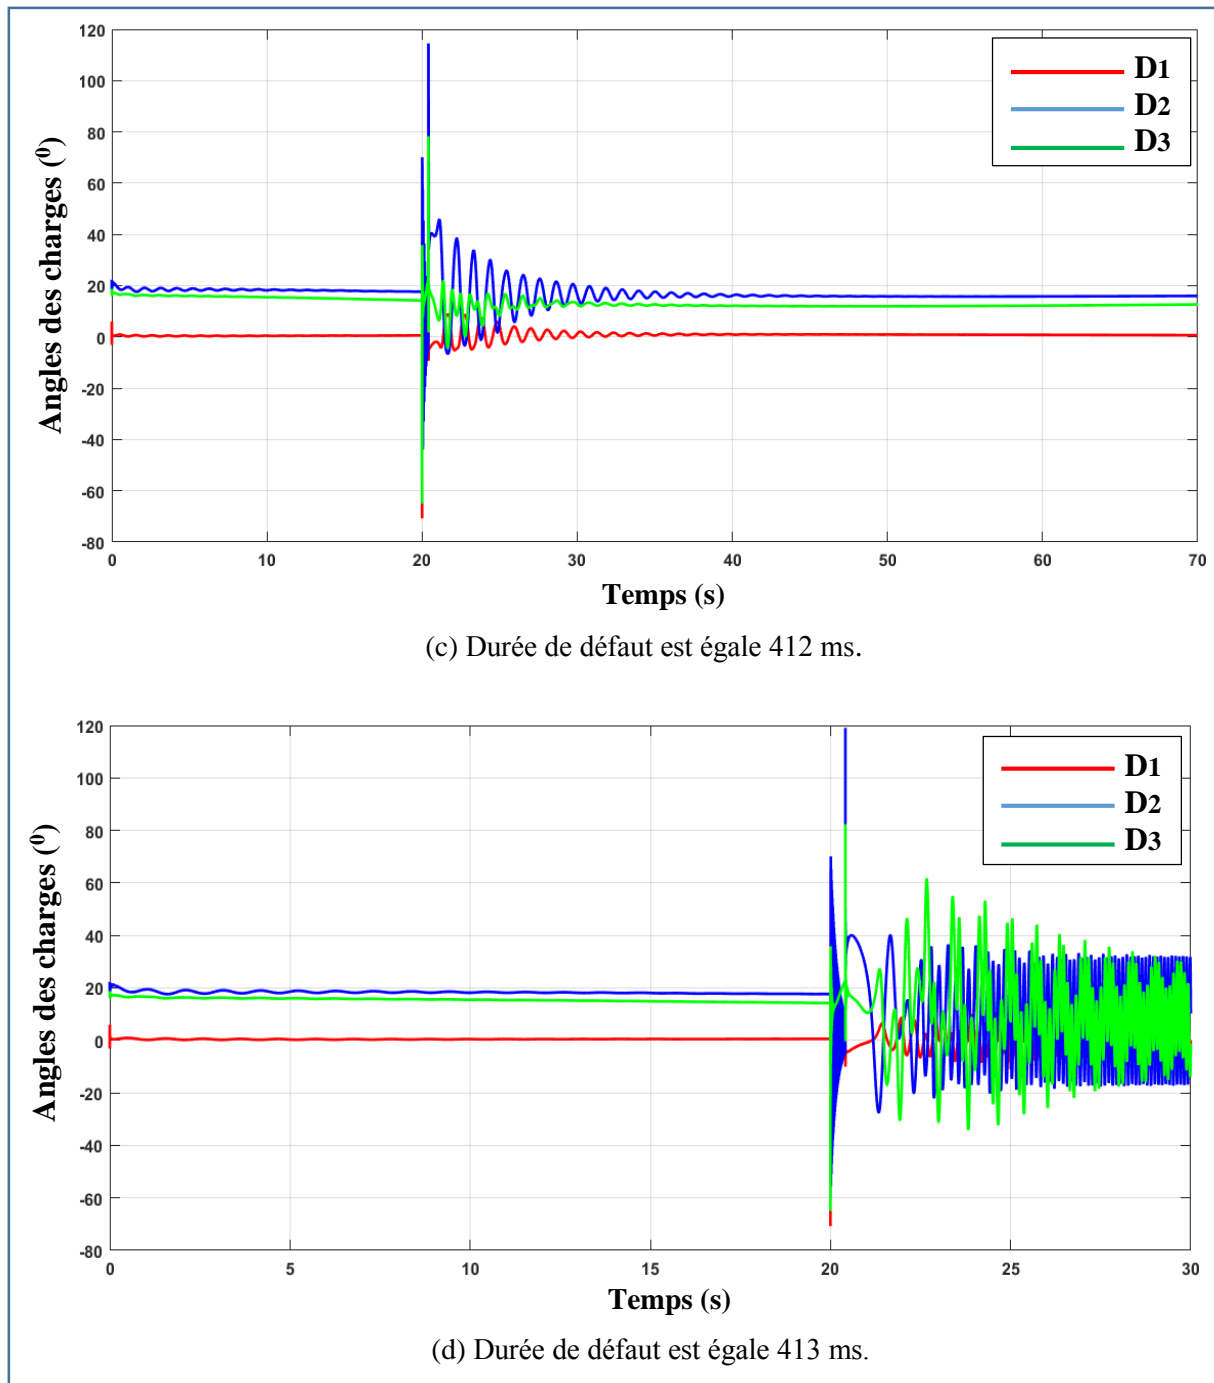 120
100
80
60
40
20
0
-20
-40
-60
-80
Angles des charges (⁰)
D1
D2
D3
0 10 20 30 40 50 60 70
Temps (s)
(c) Durée de défaut est égale 412 ms.
120
100
80
60
40
20
0
-20
-40
-60
-80
Angles des charges (⁰)
D1
D2
D3
0 5 10 15 20 25 30
Temps (s)
(d) Durée de défaut est égale 413 ms.